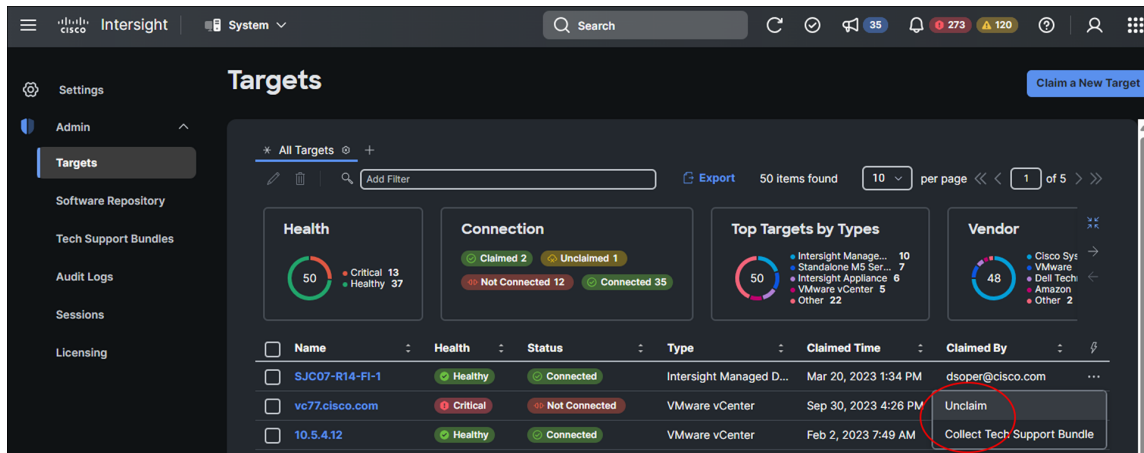 cisco Intersight System Search 35 273 120
Targets
Claim a New Target
Settings
Admin
Targets
Software Repository
Tech Support Bundles
Audit Logs
Sessions
Licensing
All Targets
Add Filter Export 50 items found 10 per page 1 of 5
Health
50
Critical 13
Healthy 37
Connection
Claimed 2 Unclaimed 1
Not Connected 12 Connected 35
Top Targets by Types
50
Intersight Manage... 10
Standalone M5 Ser... 7
Intersight Appliance 6
VMware vCenter 5
Other 22
Vendor
48
Cisco Sys
VMware
Dell Techn
Amazon
Other 2
Name Health Status Type Claimed Time Claimed By
SJC07-R14-FI-1 Healthy Connected Intersight Managed D... Mar 20, 2023 1:34 PM dsoper@cisco.com ...
vc77.cisco.com Critical Not Connected VMware vCenter Sep 30, 2023 4:26 PM Unclaim
10.5.4.12 Healthy Connected VMware vCenter Feb 2, 2023 7:49 AM Collect Tech Support Bundle